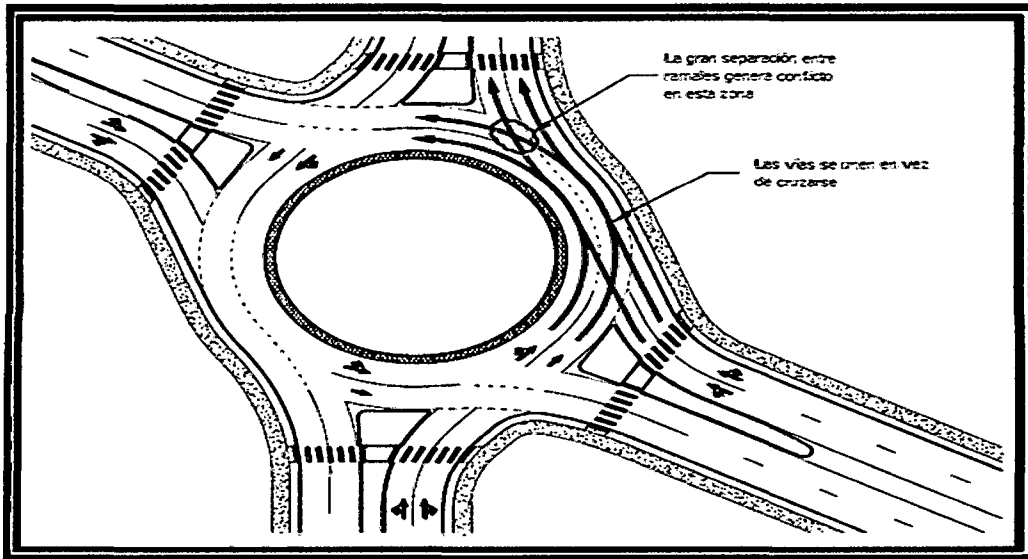 La gran separación entre
ramales genera conflicto
en esta zona
Las vías se unen en vez
de cruzarse